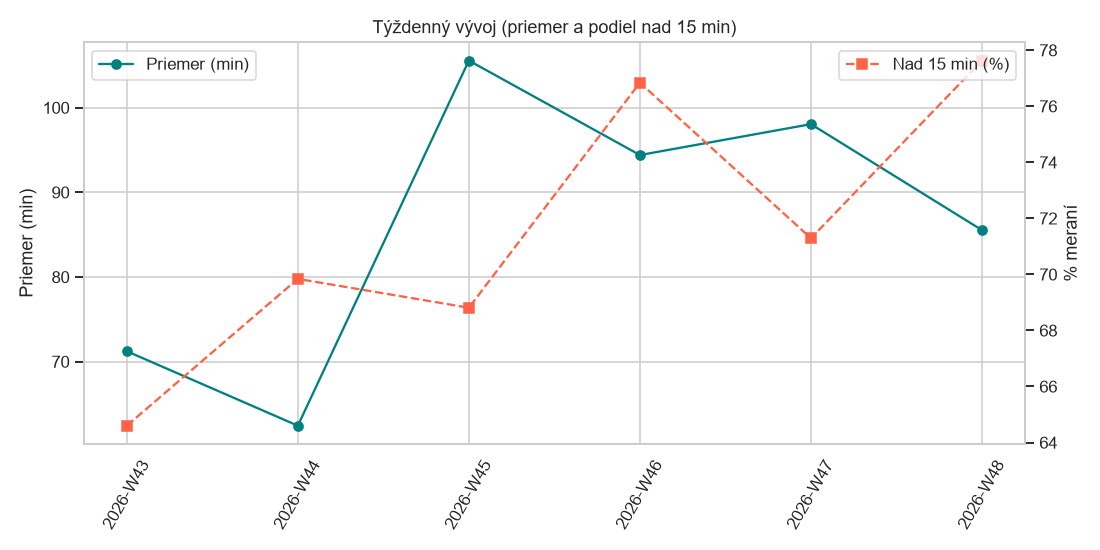 Týždenný vývoj (priemer a podiel nad 15 min)
Priemer (min)
Nad 15 min (%)
Priemer (min)
100
90
80
70
% meraní
78
76
74
72
70
68
66
64
2026-W43
2026-W44
2026-W45
2026-W46
2026-W47
2026-W48